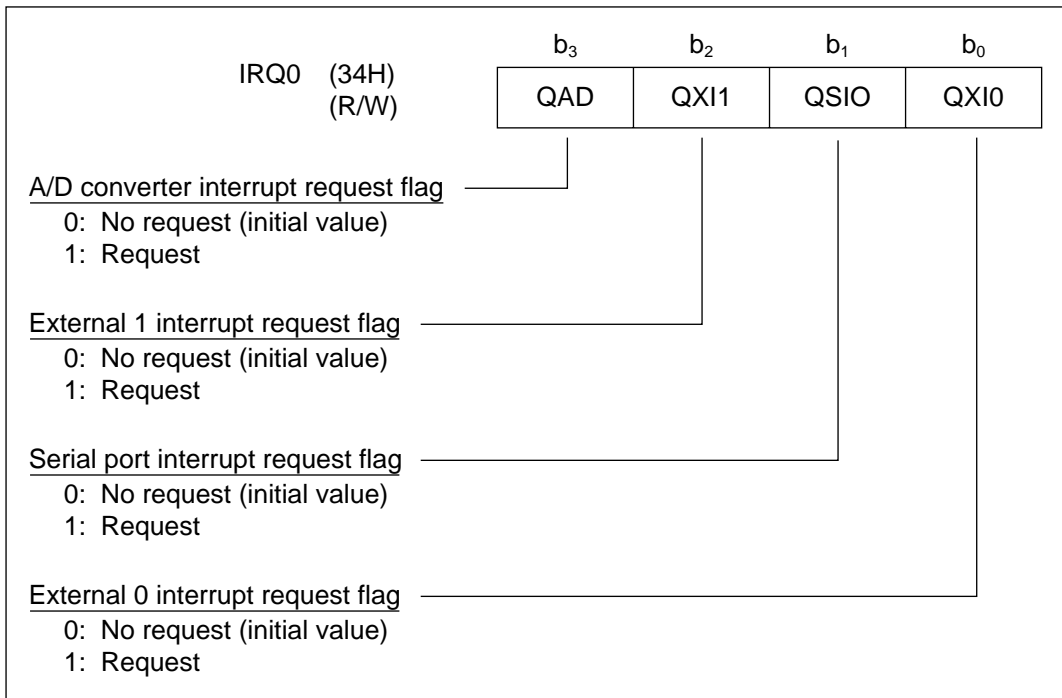 b3 b2 b1 b0
IRQ0 (34H)
(R/W)
QAD QXI1 QSIO QXI0
A/D converter interrupt request flag
0: No request (initial value)
1: Request
External 1 interrupt request flag
0: No request (initial value)
1: Request
Serial port interrupt request flag
0: No request (initial value)
1: Request
External 0 interrupt request flag
0: No request (initial value)
1: Request